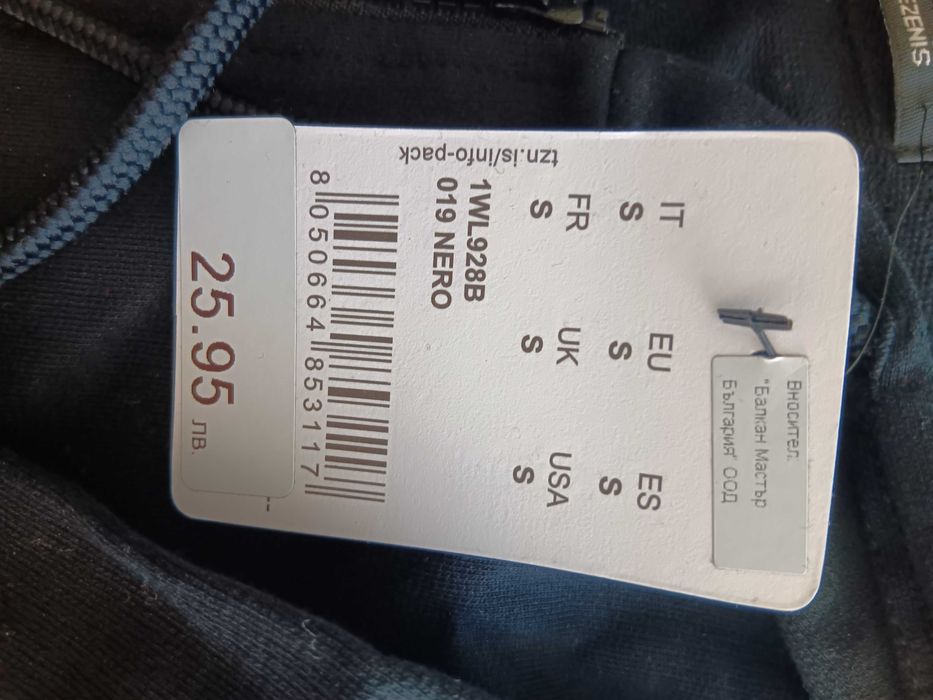 EZENIS
Вносител:
"Балкан Мастър
България" ООД
IT EU ES
S S S
FR UK USA
S S S
1WL928B
019 NERO
tzn.is/info-pack
8 050664 853117
25.95 лв.